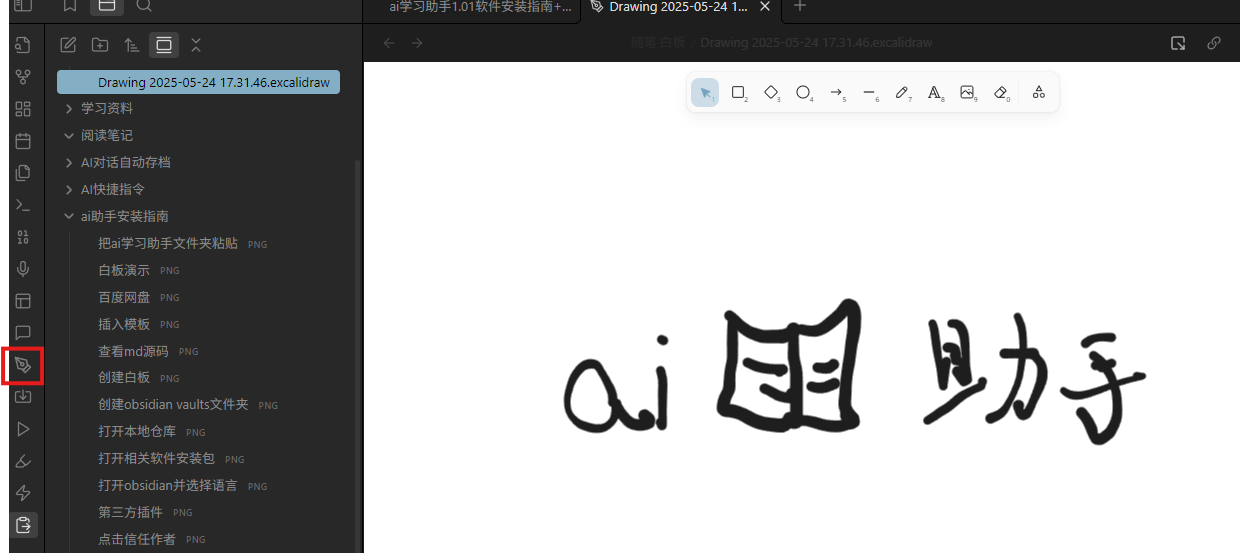 ai学习助手1.01软件安装指南+...
Drawing 2025-05-24 1...
随笔 白板 / Drawing 2025-05-24 17.31.46.excalidraw
Drawing 2025-05-24 17.31.46.excalidraw
1 2 3 4 5 6 7 8 9 0
学习资料
阅读笔记
AI对话自动存档
AI快捷指令
ai助手安装指南
把ai学习助手文件夹粘贴 PNG
白板演示 PNG
百度网盘 PNG
插入模板 PNG
查看md源码 PNG
创建白板 PNG
创建obsidian vaults文件夹 PNG
打开本地仓库 PNG
打开相关软件安装包 PNG
打开obsidian并选择语言 PNG
第三方插件 PNG
点击信任作者 PNG
ai 助手